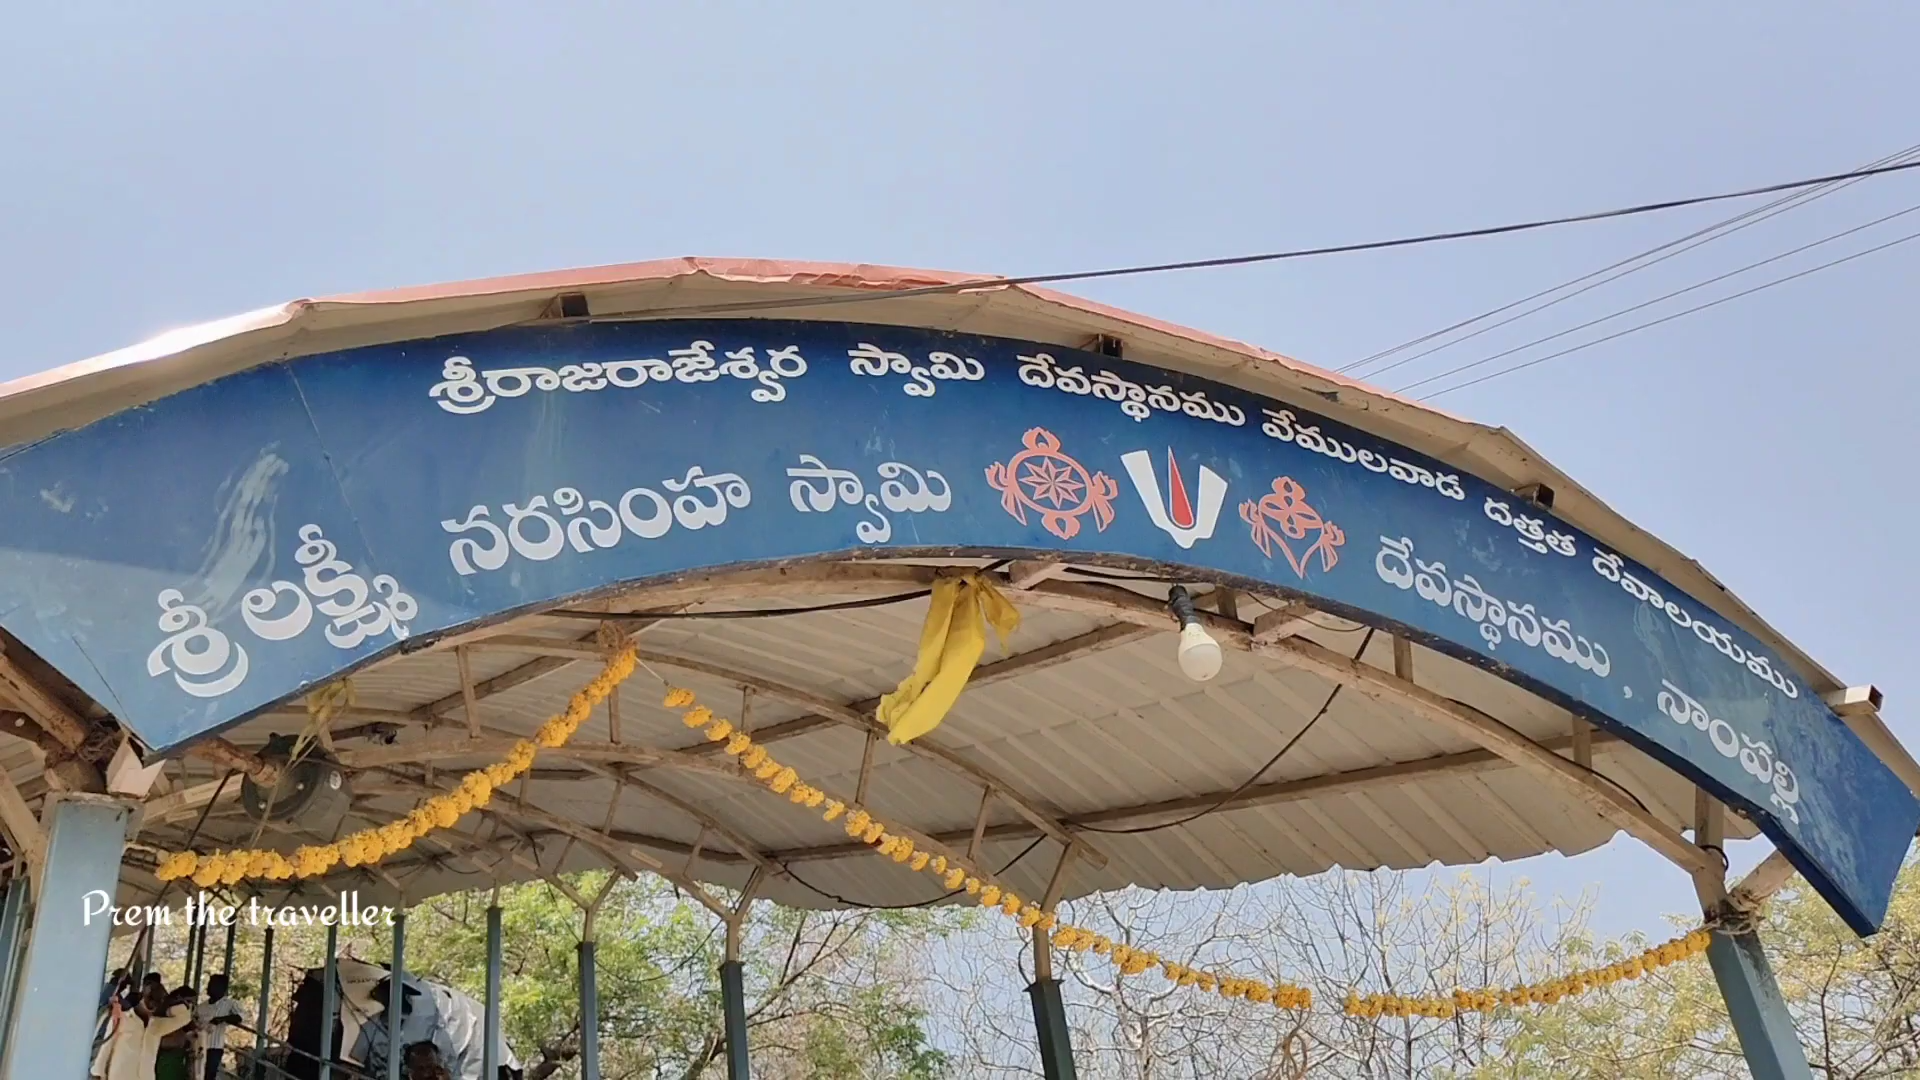 శ్రీరాజరాజేశ్వర స్వామి దేవస్థానము వేములవాడ దత్తత దేవాలయము
శ్రీ లక్ష్మీ నరసింహ స్వామి దేవస్థానము, నాంపల్లి
Prem the traveller